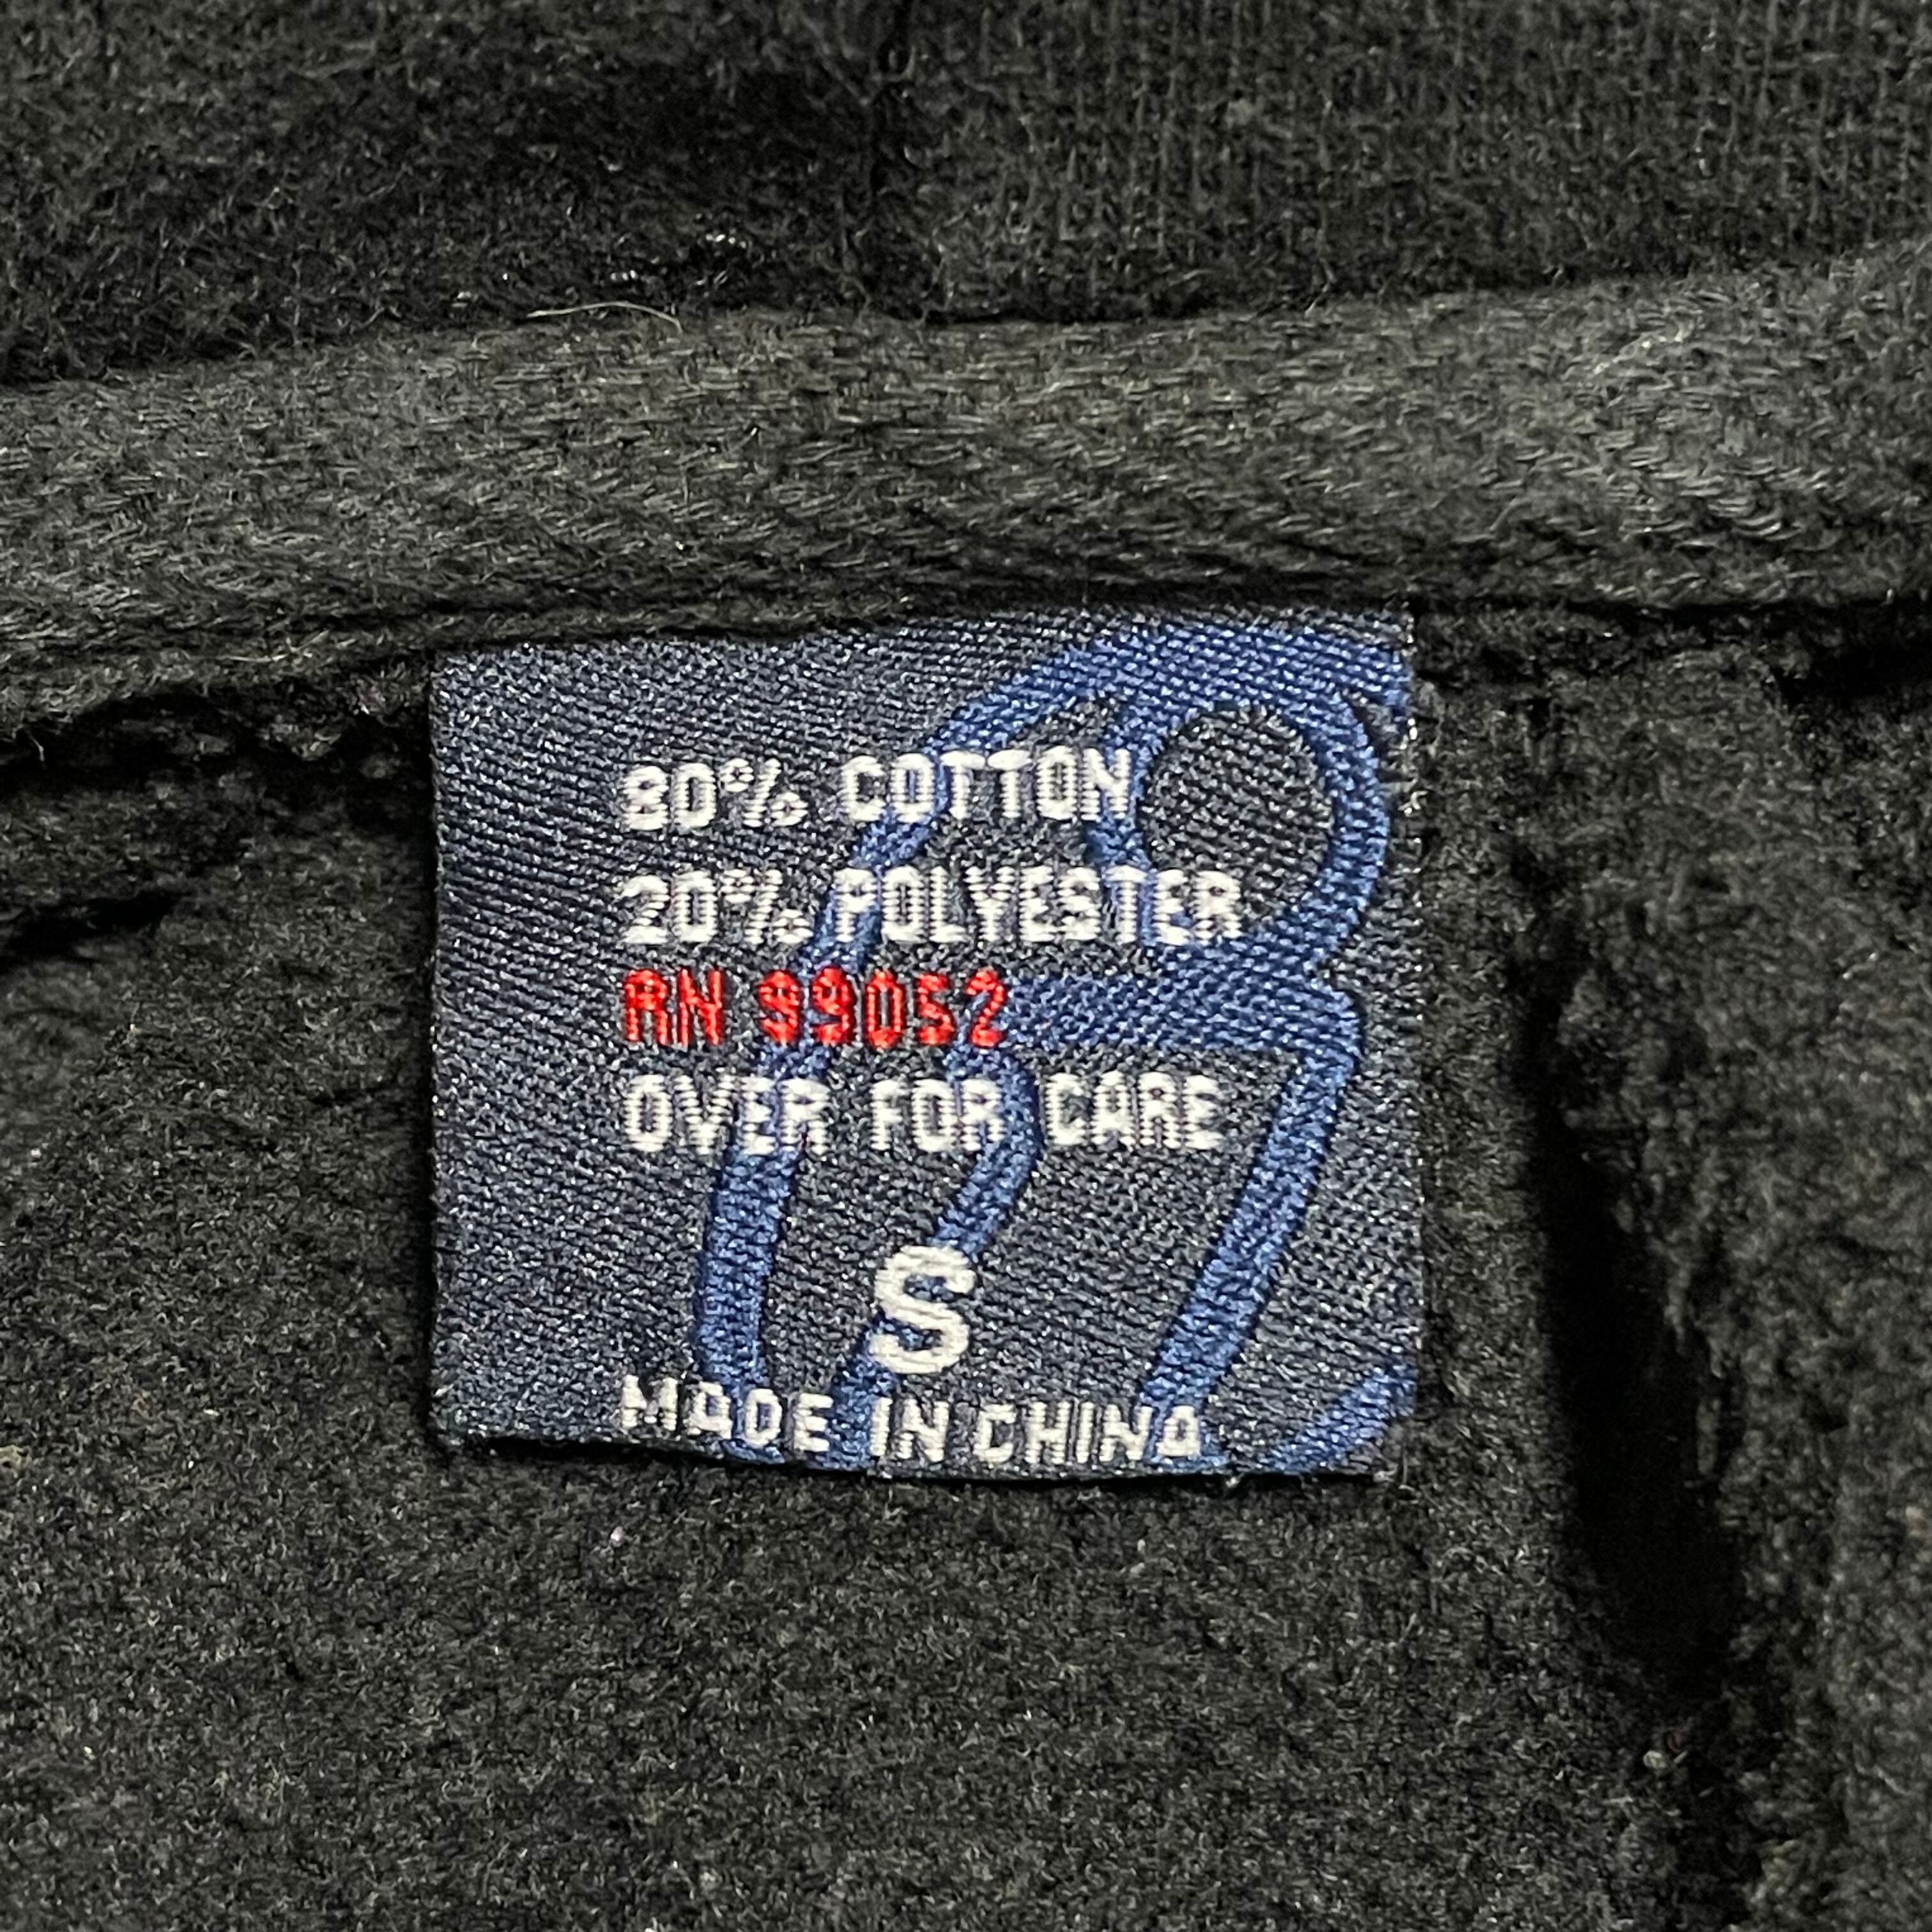 80% COTTON
20% POLYESTER
RN 99052
OVER FOR CARE
S
MADE IN CHINA